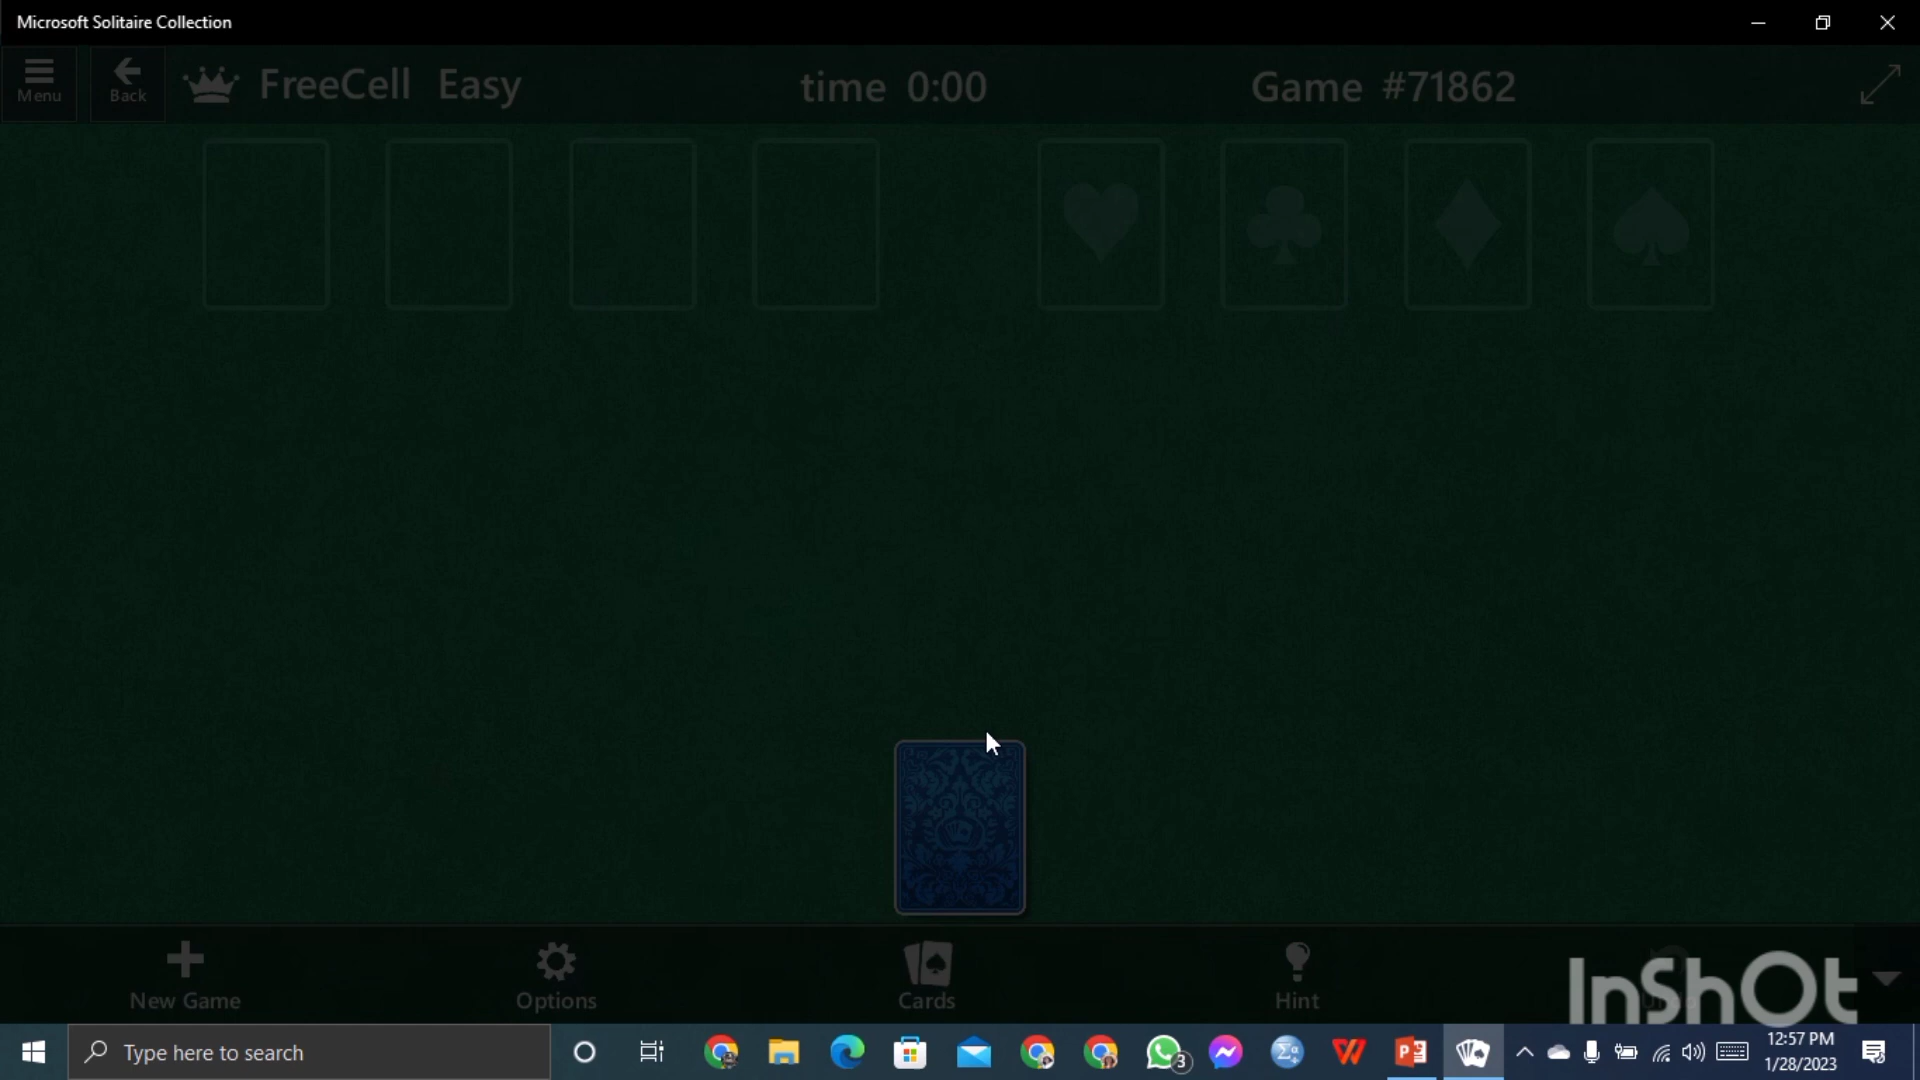 Microsoft Solitaire Collection
Menu
Back
FreeCell Easy
time 0:00
Game #71862
New Game
Options
Cards
Hint
InShOt
Type here to search
3
12:57 PM
1/28/2023